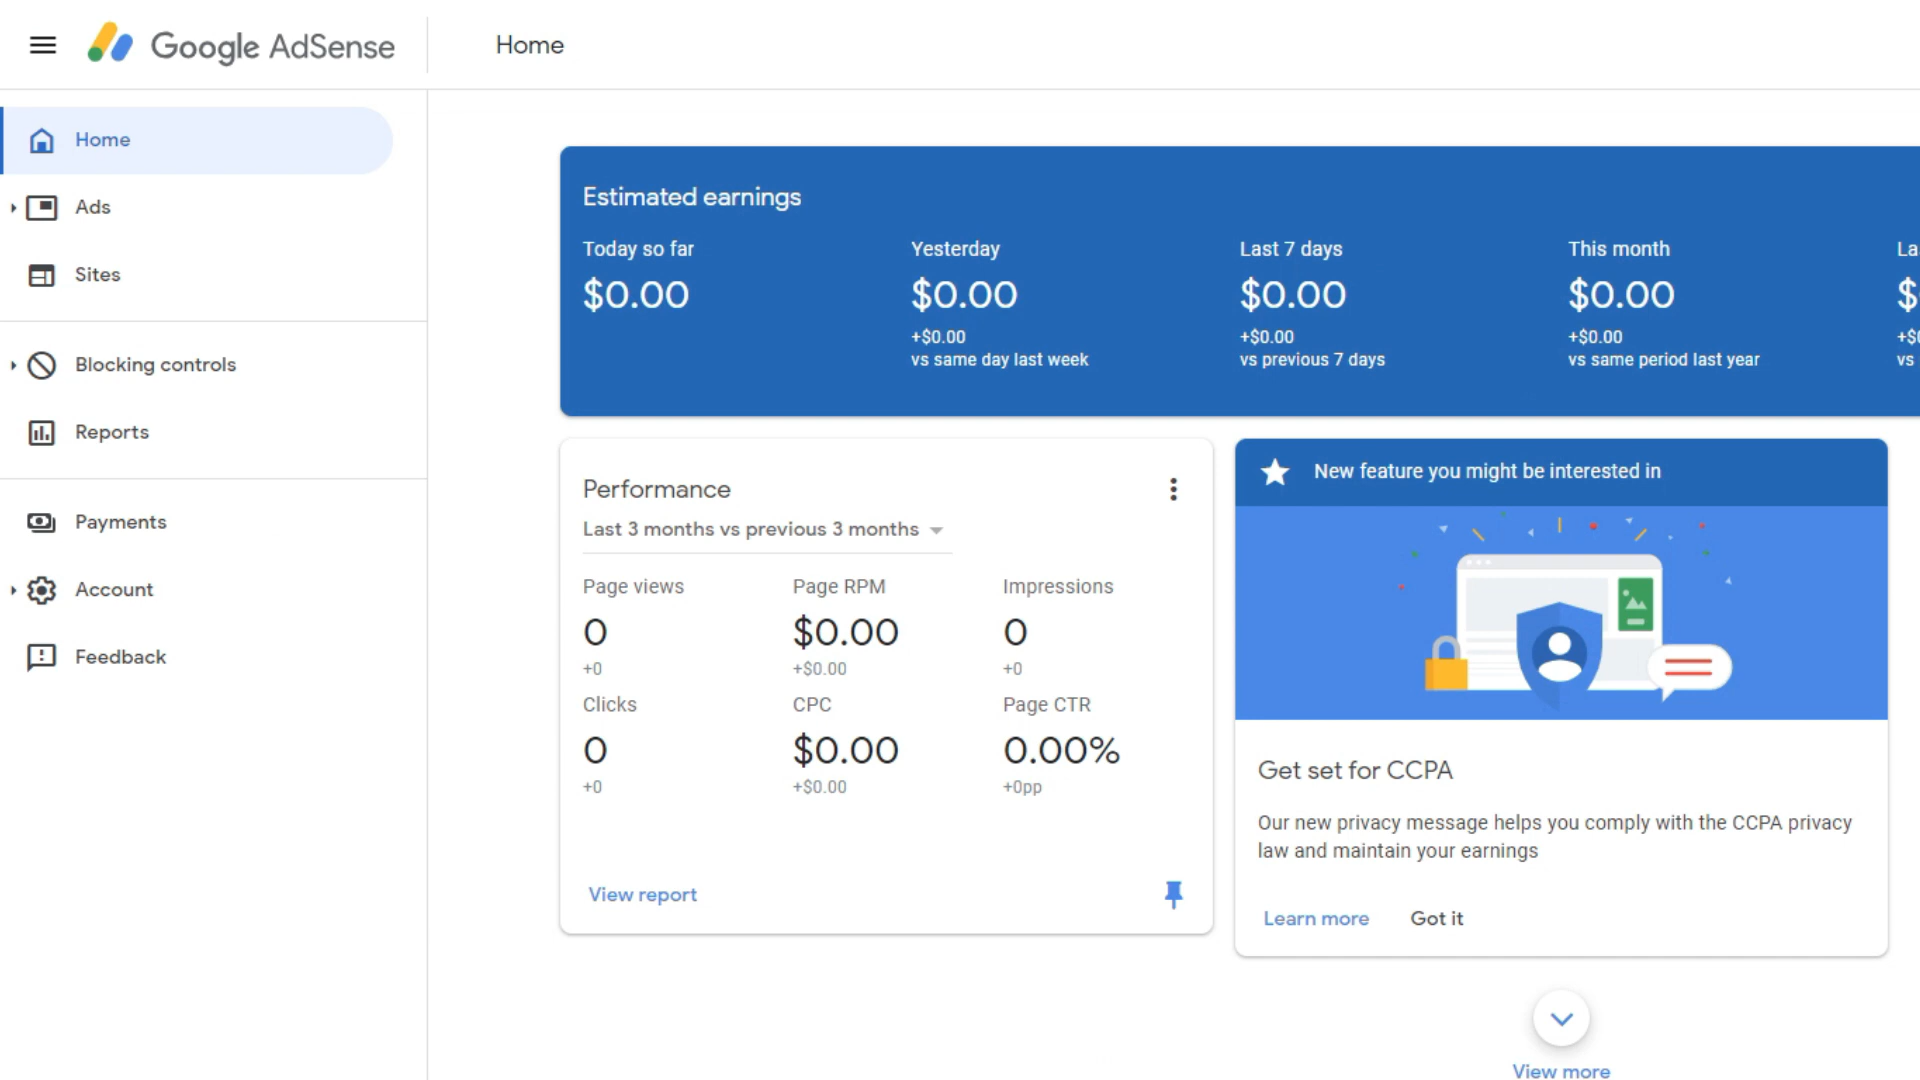 Google AdSense
Home
Home
Ads
Sites
Blocking controls
Reports
Payments
Account
Feedback
Estimated earnings
Today so far
$0.00
Yesterday
$0.00
+$0.00
vs same day last week
Last 7 days
$0.00
+$0.00
vs previous 7 days
This month
$0.00
+$0.00
vs same period last year
La
$
+$
vs
Performance
Last 3 months vs previous 3 months
Page views
0
+0
Page RPM
$0.00
+$0.00
Impressions
0
+0
Clicks
0
+0
CPC
$0.00
+$0.00
Page CTR
0.00%
+0pp
View report
New feature you might be interested in
Get set for CCPA
Our new privacy message helps you comply with the CCPA privacy
law and maintain your earnings
Learn more
Got it
View more